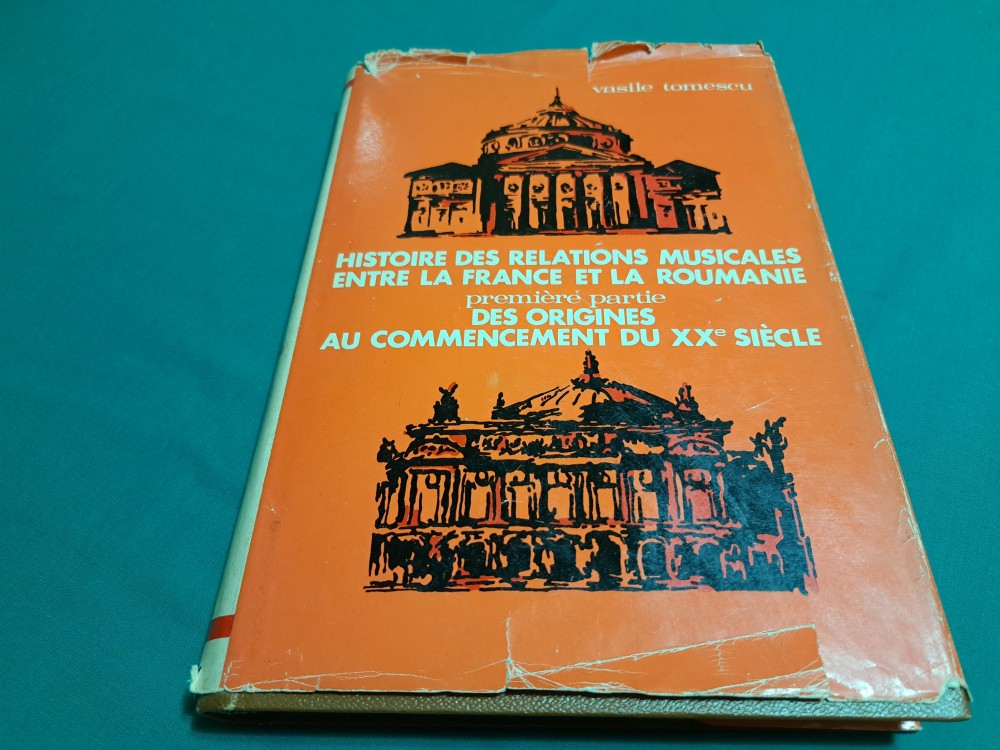 vasile tomescu
HISTOIRE DES RELATIONS MUSICALES
ENTRE LA FRANCE ET LA ROUMANIE
première partie
DES ORIGINES
AU COMMENCEMENT DU XXe SIÈCLE